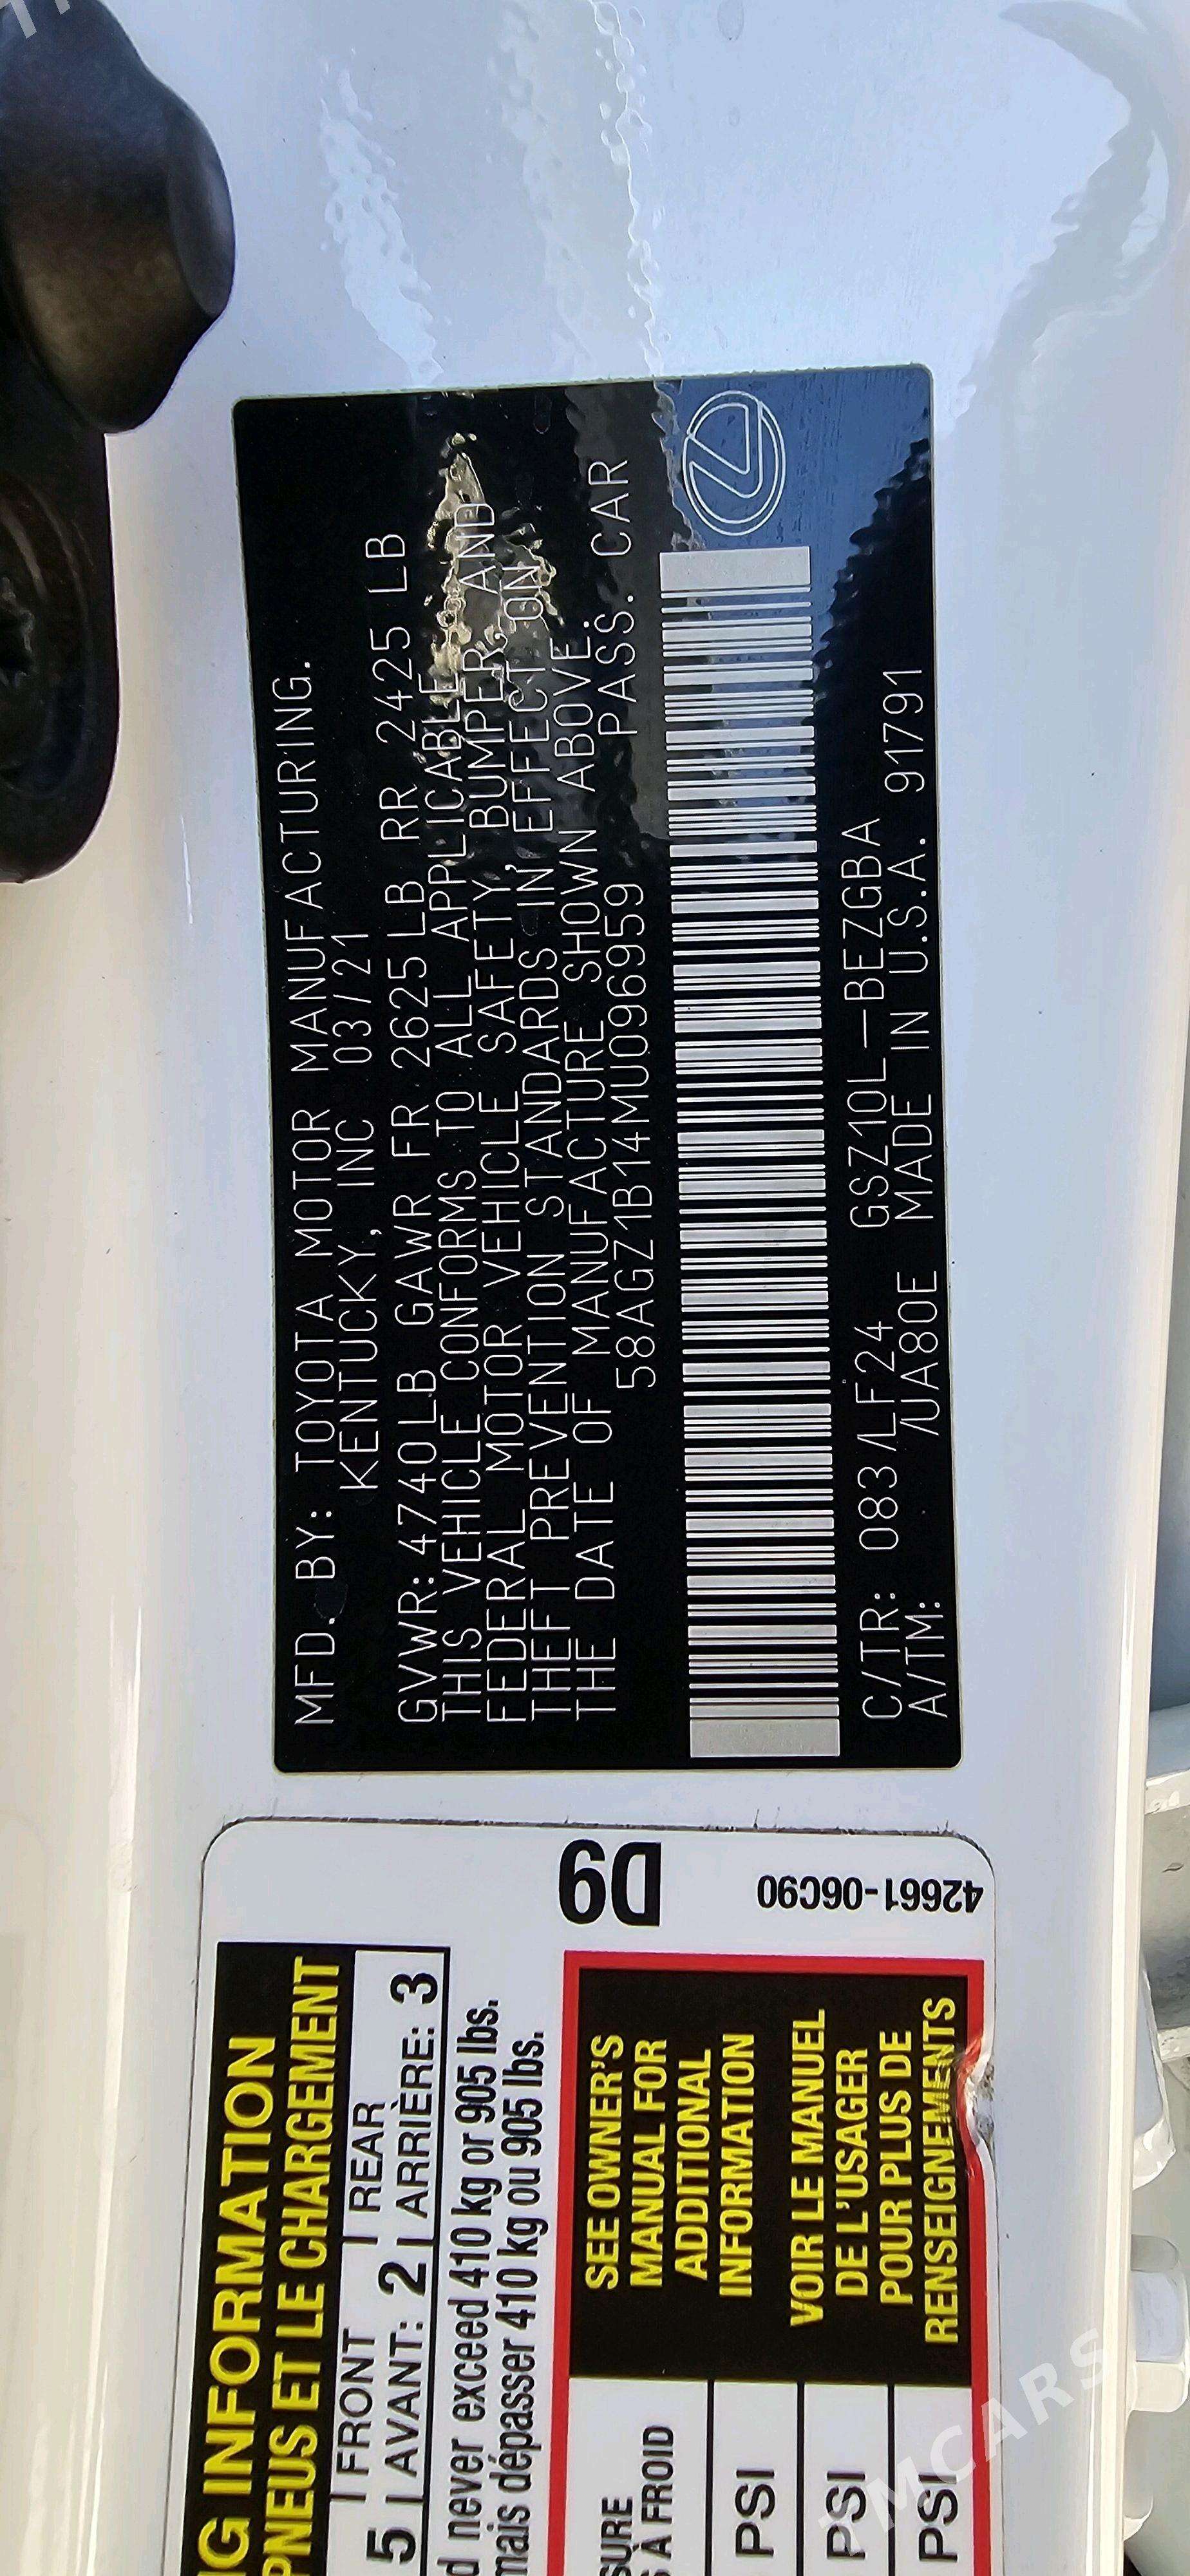 MFD. BY: TOYOTA MOTOR MANUFACTURING.
KENTUCKY, INC 03/21
GVWR: 4740LB GAWR FR 2625LB RR 2425 LB
THIS VEHICLE CONFORMS TO ALL APPLICABLE
FEDERAL MOTOR VEHICLE SAFETY, BUMPER, AND
THEFT PREVENTION STANDARDS IN EFFECT ON
THE DATE OF MANUFACTURE SHOWN ABOVE.
58AGZ1B14MU096959 PASS. CAR
C/TR: 083/LF24 GSZ10L-BEZGBA
A/TM: /UA80E MADE IN U.S.A. 91791
D9
42661-06C90
NG INFORMATION
PNEUS ET LE CHARGEMENT
5 FRONT AVANT: 2 REAR ARRIÈRE: 3
never exceed 410 kg or 905 lbs.
mais dépasser 410 kg ou 905 lbs.
SEE OWNER'S
MANUAL FOR
ADDITIONAL
INFORMATION
VOIR LE MANUEL
DE L'USAGER
POUR PLUS DE
RENSEIGNEMENTS
À FROID
PSI
PSI
PSI
TMCARS